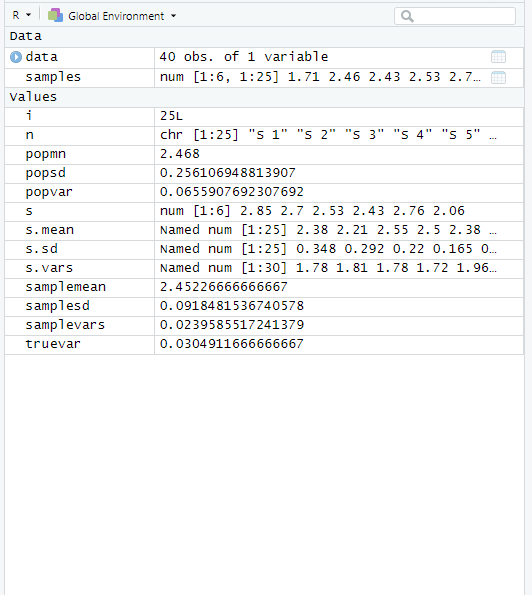 R Global Environment
Data
data 40 obs. of 1 variable
samples num [1:6, 1:25] 1.71 2.46 2.43 2.53 2.7…
Values
i 25L
n chr [1:25] "S 1" "S 2" "S 3" "S 4" "S 5" …
popmn 2.468
popsd 0.256106948813907
popvar 0.0655907692307692
s num [1:6] 2.85 2.7 2.53 2.43 2.76 2.06
s.mean Named num [1:25] 2.38 2.21 2.55 2.5 2.38 …
s.sd Named num [1:25] 0.348 0.292 0.22 0.165 0…
s.vars Named num [1:30] 1.78 1.81 1.78 1.72 1.96…
samplemean 2.45226666666667
samplesd 0.0918481536740578
samplevars 0.0239585517241379
truevar 0.0304911666666667